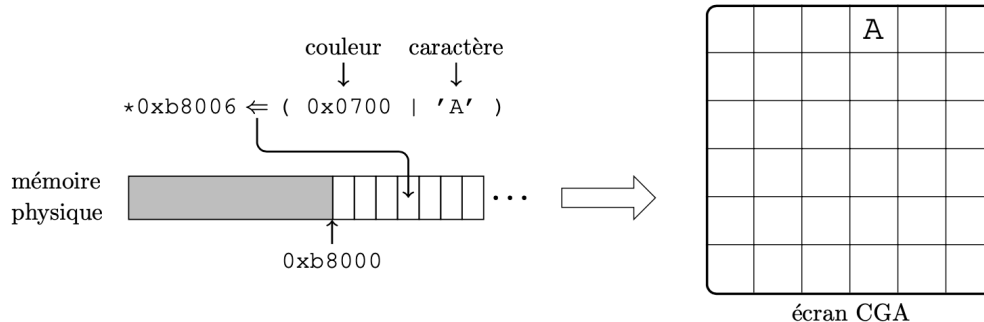 couleur caractère
*0xb8006 ⇐ ( 0x0700 | 'A' )
mémoire
physique
...
0xb8000
A
écran CGA